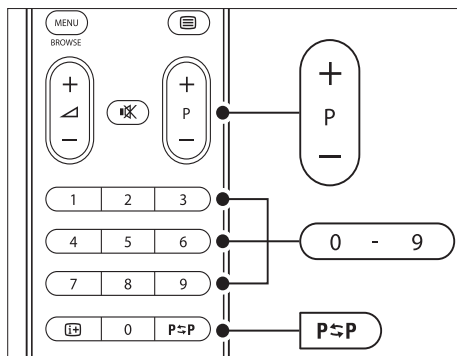 MENU
BROWSE
+ + +
P P
− − −
1 2 3
4 5 6 0 - 9
7 8 9
i+ 0 P⇆P P⇆P